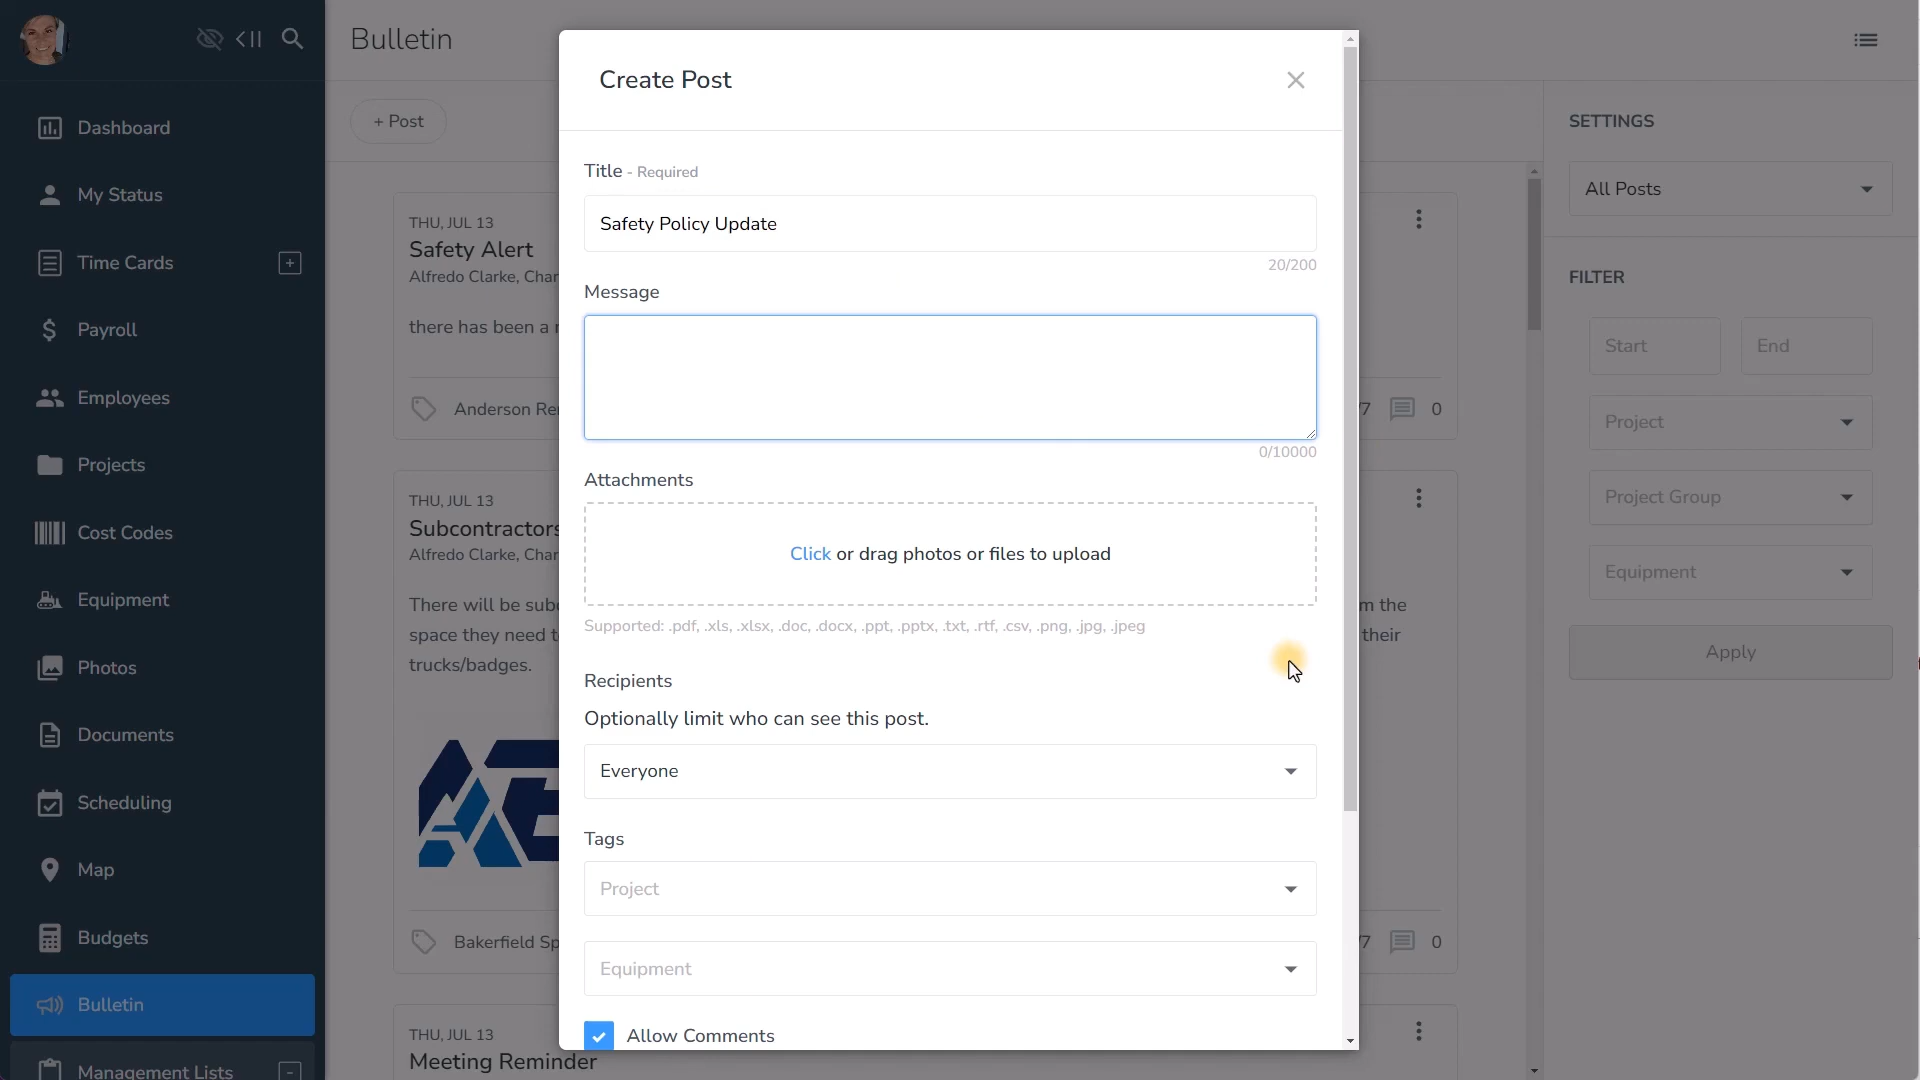 Bulletin
Dashboard
My Status
Time Cards
Payroll
Employees
Projects
Cost Codes
Equipment
Photos
Documents
Scheduling
Map
Budgets
Bulletin
Management Lists
+ Post
THU, JUL 13
Safety Alert
Alfredo Clarke, Char
there has been a
Anderson Re
/7
0
THU, JUL 13
Subcontractors
Alfredo Clarke, Char
There will be sub
m the
space they need t
their
trucks/badges.
Bakerfield Sp
/7
0
THU, JUL 13
Meeting Reminder
Create Post
Title - Required
Safety Policy Update
20/200
Message
0/10000
Attachments
Click or drag photos or files to upload
Supported: .pdf, .xls, .xlsx, .doc, .docx, .ppt, .pptx, .txt, .rtf, .csv, .png, .jpg, .jpeg
Recipients
Optionally limit who can see this post.
Everyone
Tags
Project
Equipment
Allow Comments
SETTINGS
All Posts
FILTER
Start
End
Project
Project Group
Equipment
Apply